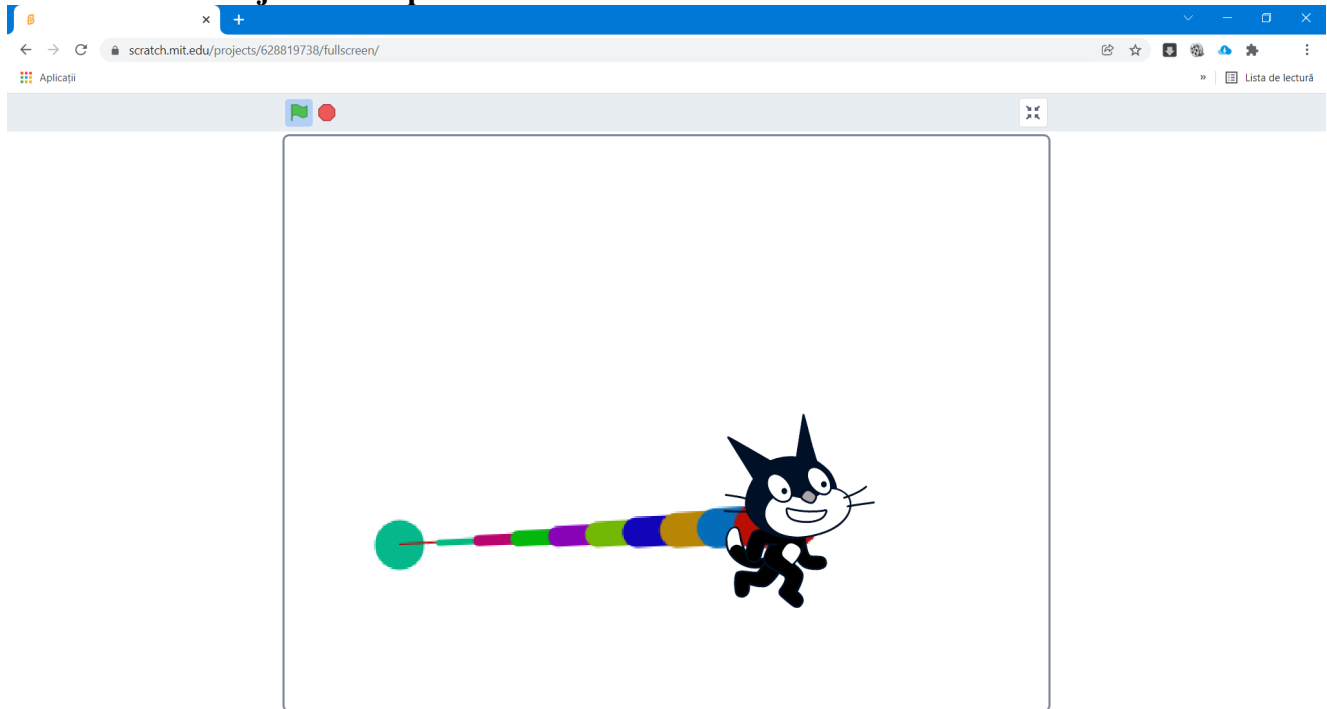 scratch.mit.edu/projects/628819738/fullscreen/
Aplicații
» Lista de lectură